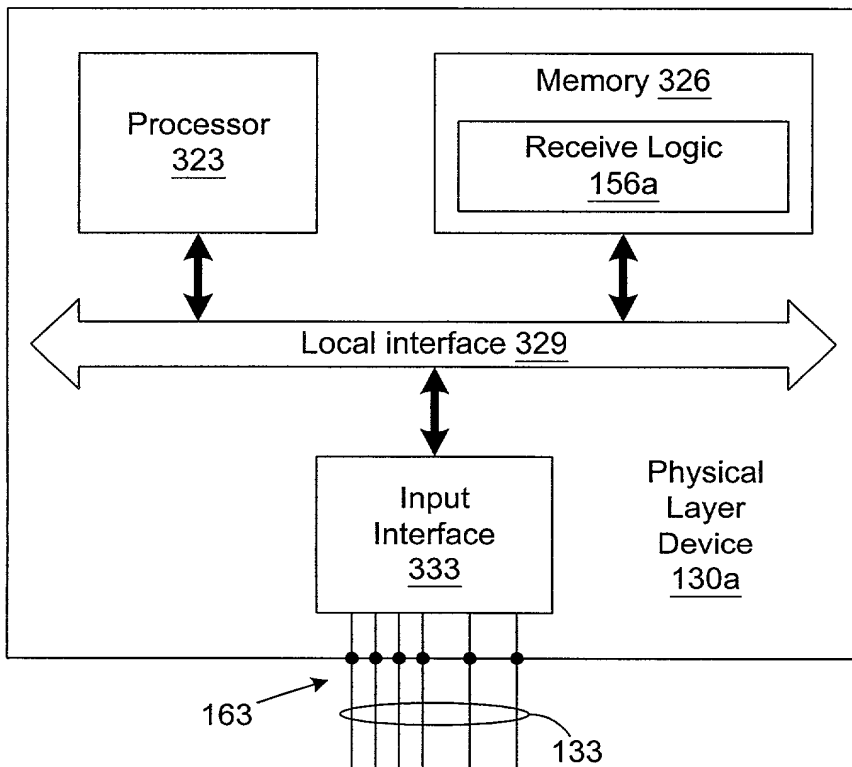 Processor
323
Memory 326
Receive Logic
156a
Local interface 329
Input
Interface
333
Physical
Layer
Device
130a
163
133